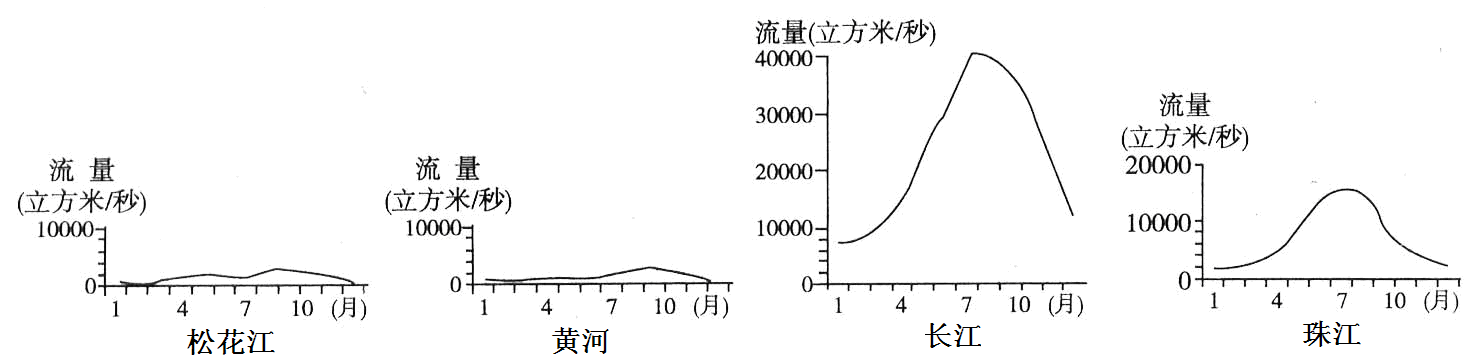 流量
(立方米/秒)
10000
0
1 4 7 10 (月)
松花江
流量
(立方米/秒)
10000
0
1 4 7 10 (月)
黄河
流量(立方米/秒)
40000
30000
20000
10000
0
1 4 7 10 (月)
长江
流量
(立方米/秒)
20000
10000
0
1 4 7 10 (月)
珠江